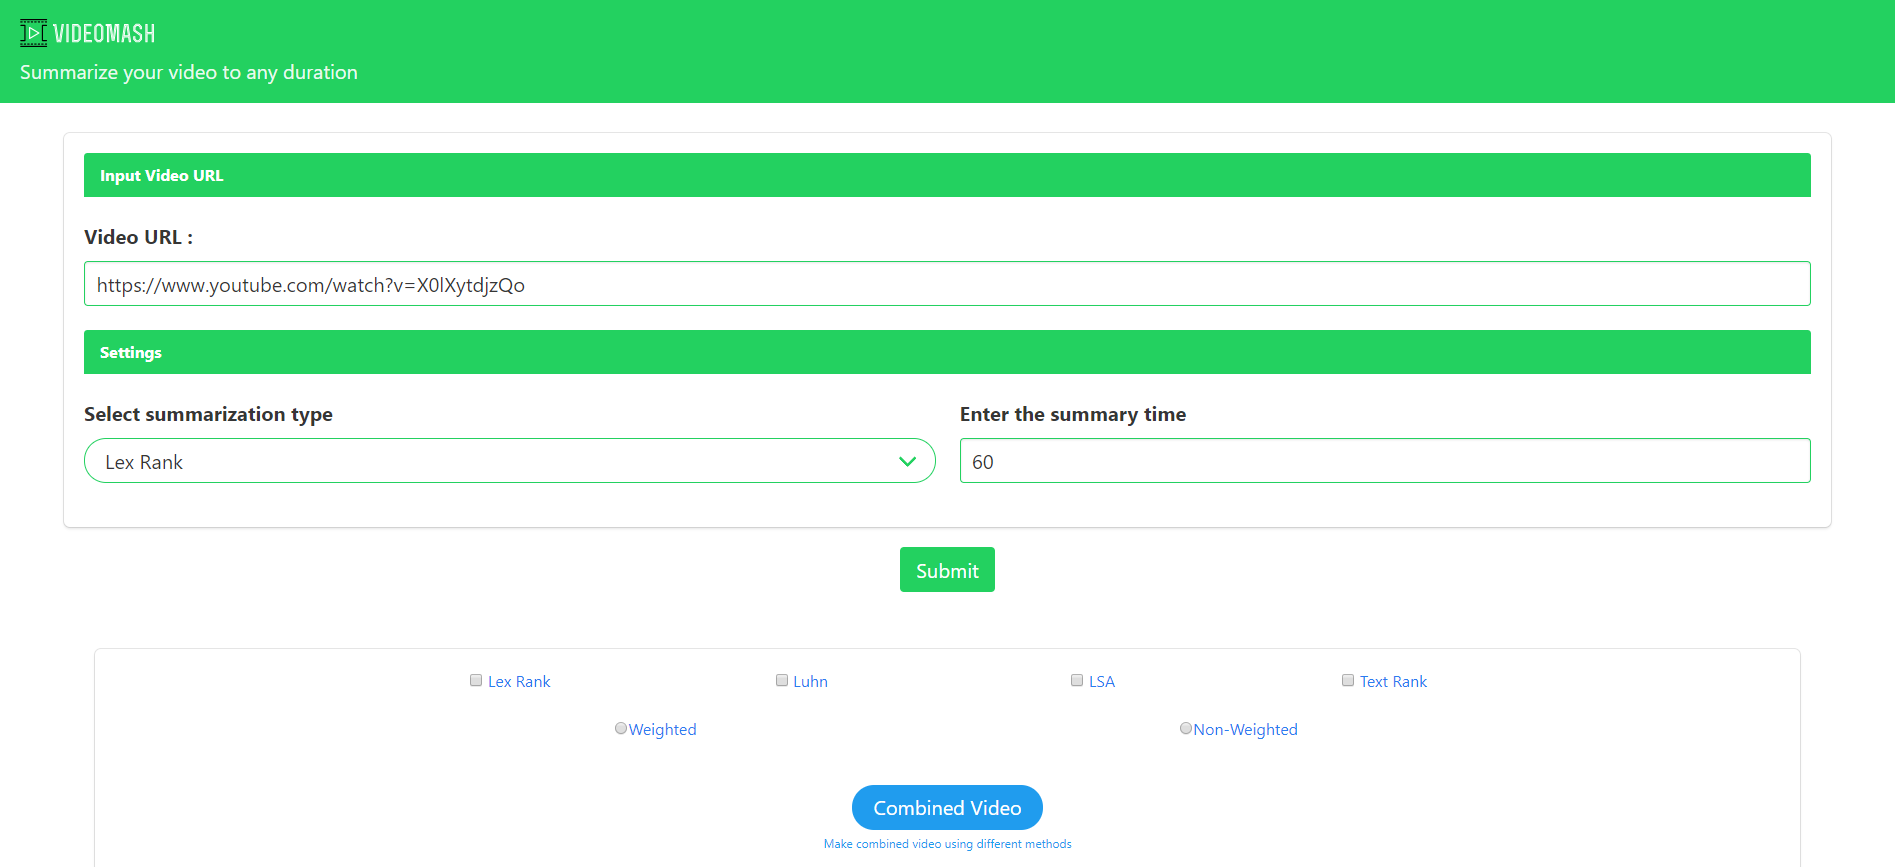 VIDEOMASH
Summarize your video to any duration
Input Video URL
Video URL :
https://www.youtube.com/watch?v=X0lXytdjzQo
Settings
Select summarization type
Enter the summary time
Lex Rank
60
Submit
Lex Rank Luhn LSA Text Rank
Weighted Non-Weighted
Combined Video
Make combined video using different methods